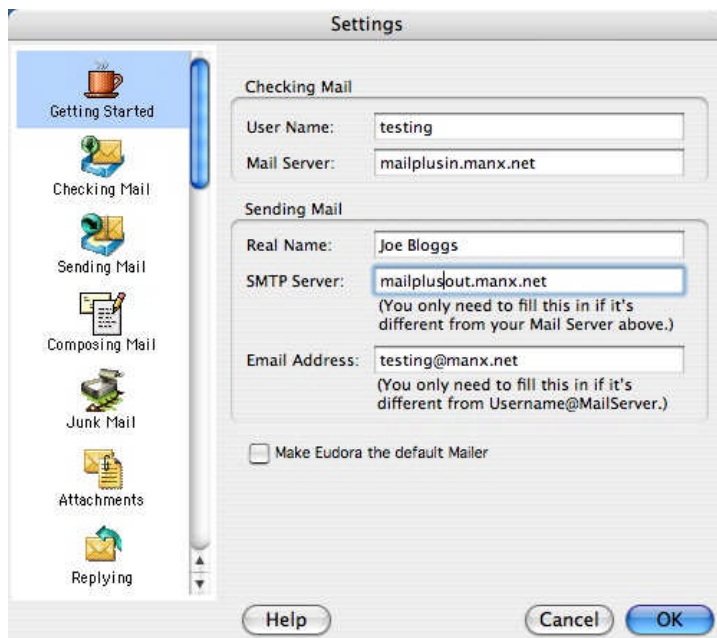 Settings
Getting Started
Checking Mail
Sending Mail
Composing Mail
Junk Mail
Attachments
Replying
Checking Mail
User Name: testing
Mail Server: mailplusin.manx.net
Sending Mail
Real Name: Joe Bloggs
SMTP Server: mailplusout.manx.net
(You only need to fill this in if it's
different from your Mail Server above.)
Email Address: testing@manx.net
(You only need to fill this in if it's
different from Username@MailServer.)
Make Eudora the default Mailer
Help Cancel OK